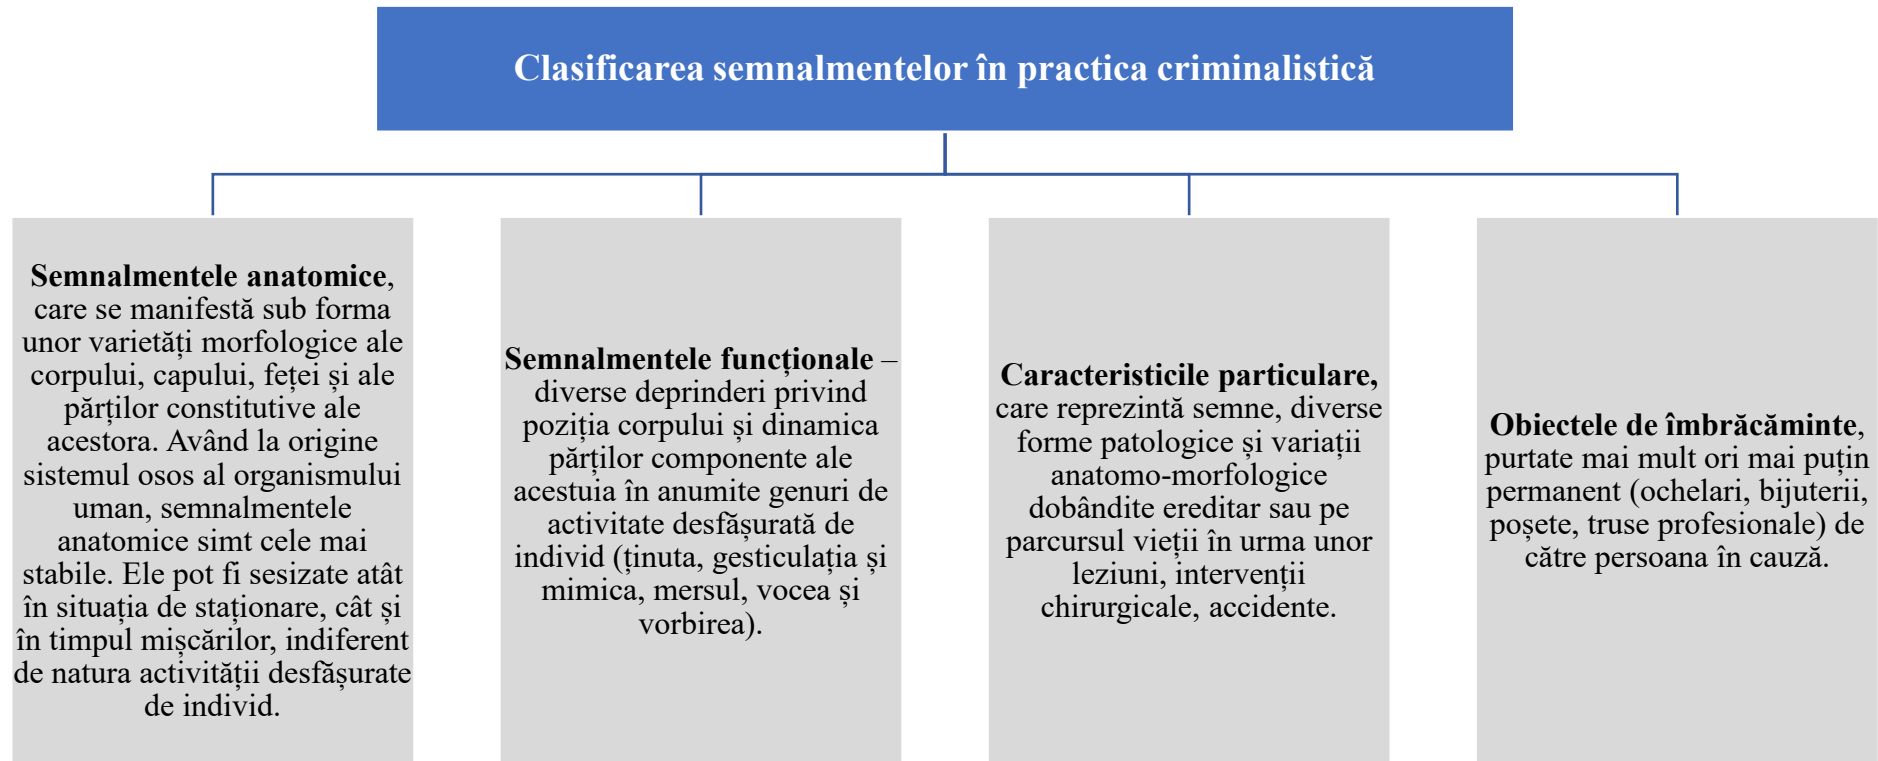 Clasificarea semnalmentelor în practica criminalistică
Semnalmentele anatomice,
care se manifestă sub forma
unor varietăți morfologice ale
corpului, capului, feței și ale
părților constitutive ale
acestora. Având la origine
sistemul osos al organismului
uman, semnalmentele
anatomice simt cele mai
stabile. Ele pot fi sesizate atât
în situația de staționare, cât și
în timpul mișcărilor, indiferent
de natura activității desfășurate
de individ.
Semnalmentele funcționale –
diverse deprinderi privind
poziția corpului și dinamica
părților componente ale
acestuia în anumite genuri de
activitate desfășurată de
individ (ținuta, gesticulația și
mimica, mersul, vocea și
vorbirea).
Caracteristicile particulare,
care reprezintă semne, diverse
forme patologice și variații
anatomo-morfologice
dobândite ereditar sau pe
parcursul vieții în urma unor
leziuni, intervenții
chirurgicale, accidente.
Obiectele de îmbrăcăminte,
purtate mai mult ori mai puțin
permanent (ochelari, bijuterii,
poșete, truse profesionale) de
către persoana în cauză.